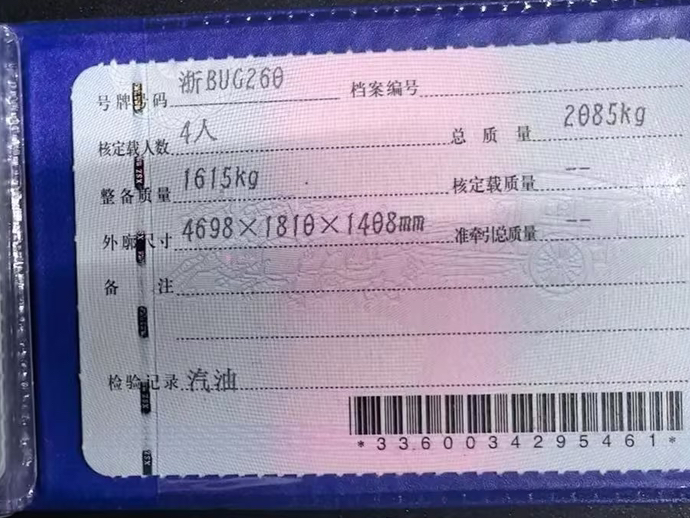 号牌号码 浙BUG260 档案编号
核定载人数 4人 总质量 2085kg
整备质量 1615kg 核定载质量 --
外廓尺寸 4698×1810×1408mm 准牵引总质量 --
备注
检验记录 汽油
*3360034295461*